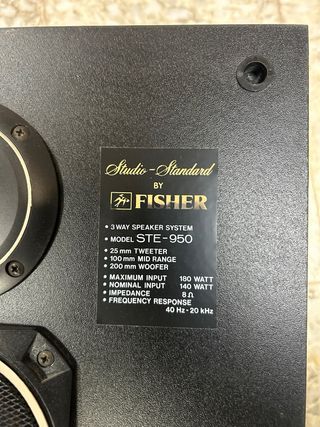 Studio-Standard
BY
FISHER
• 3 WAY SPEAKER SYSTEM
• MODEL STE-950
• 25 mm TWEETER
• 100 mm MID RANGE
• 200 mm WOOFER
• MAXIMUM INPUT 180 WATT
• NOMINAL INPUT 140 WATT
• IMPEDANCE 8 Ω
• FREQUENCY RESPONSE
40 Hz - 20 kHz